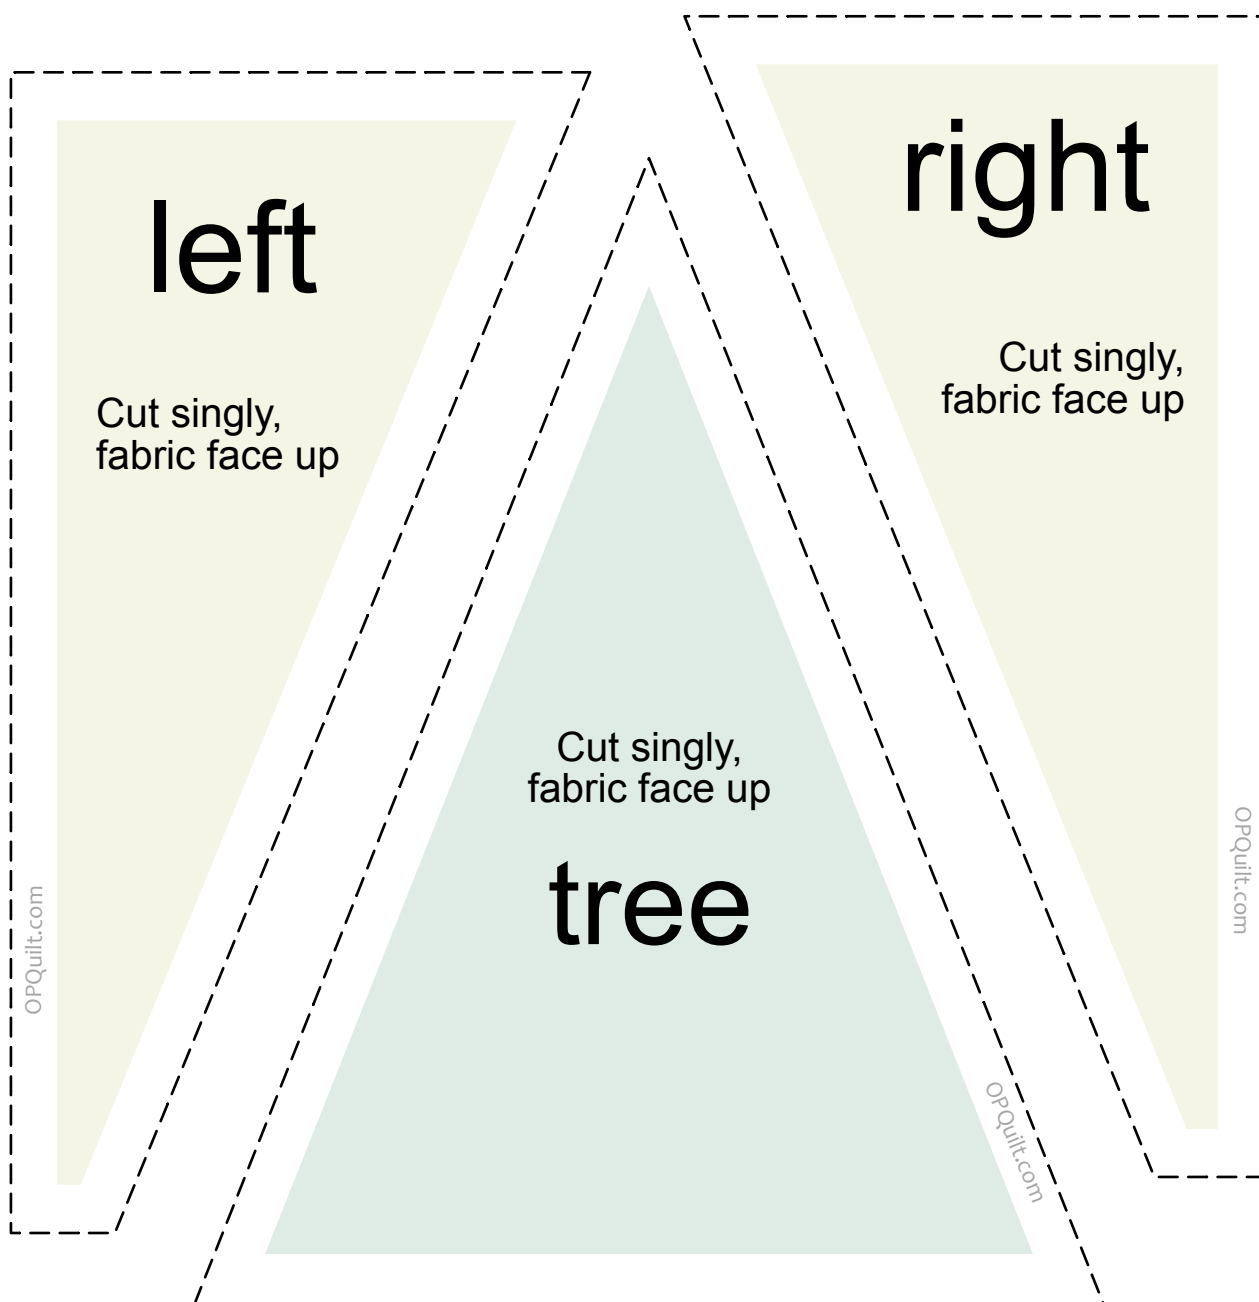 left
Cut singly,
fabric face up
OPQuilt.com
right
Cut singly,
fabric face up
OPQuilt.com
Cut singly,
fabric face up
tree
OPQuilt.com